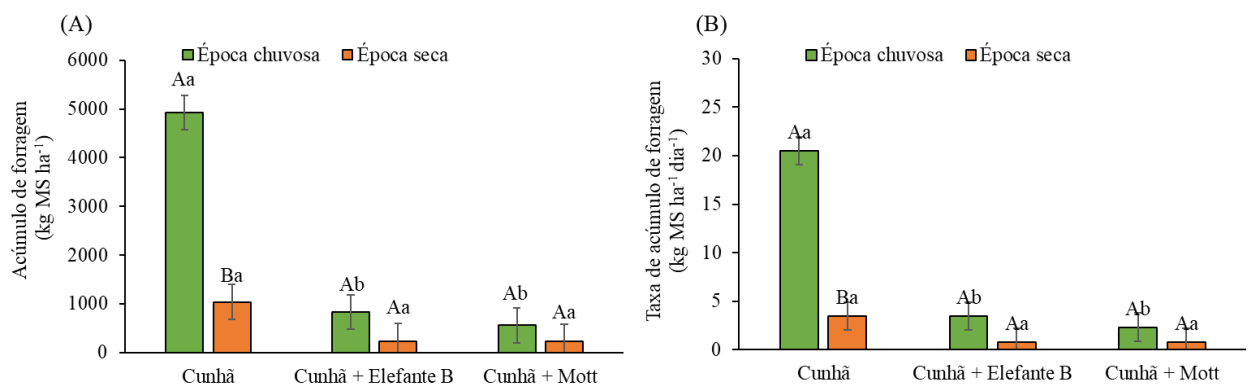 (A)
Época chuvosa
Época seca
Acúmulo de forragem
(kg MS ha⁻¹)
6000
5000
4000
3000
2000
1000
0
Aa
Ba
Ab
Aa
Ab
Aa
Cunhã
Cunhã + Elefante B
Cunhã + Mott
(B)
Época chuvosa
Época seca
Taxa de acúmulo de forragem
(kg MS ha⁻¹ dia⁻¹)
30
25
20
15
10
5
0
Aa
Ba
Ab
Aa
Ab
Aa
Cunhã
Cunhã + Elefante B
Cunhã + Mott